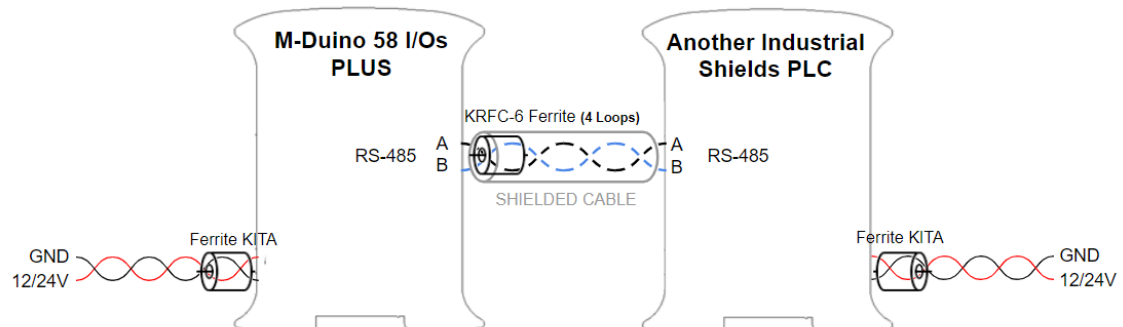 M-Duino 58 I/Os
PLUS
Another Industrial
Shields PLC
KRFC-6 Ferrite (4 Loops)
RS-485
A
B
A
B
RS-485
SHIELDED CABLE
Ferrite KITA
GND
12/24V
Ferrite KITA
GND
12/24V